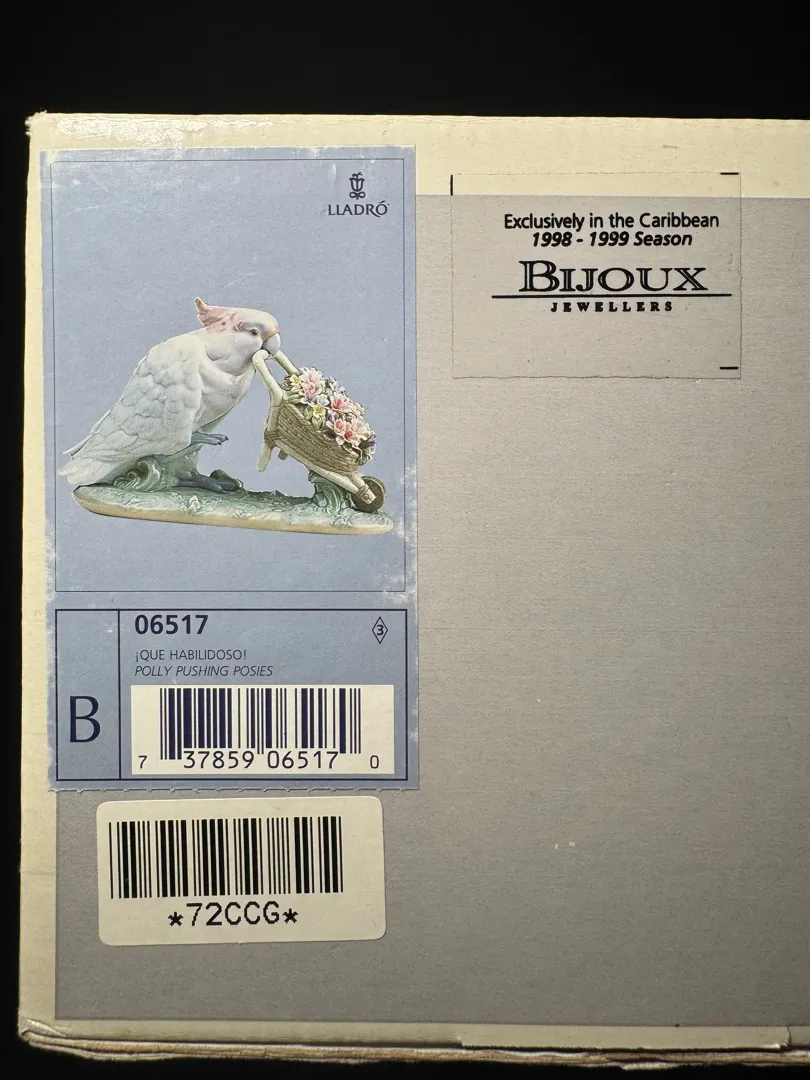 LLADRÓ
Exclusively in the Caribbean
1998 - 1999 Season
BIJOUX
JEWELLERS
06517
3
¡QUE HABILIDOSO!
POLLY PUSHING POSIES
B
7 37859 06517 0
*72CCG*